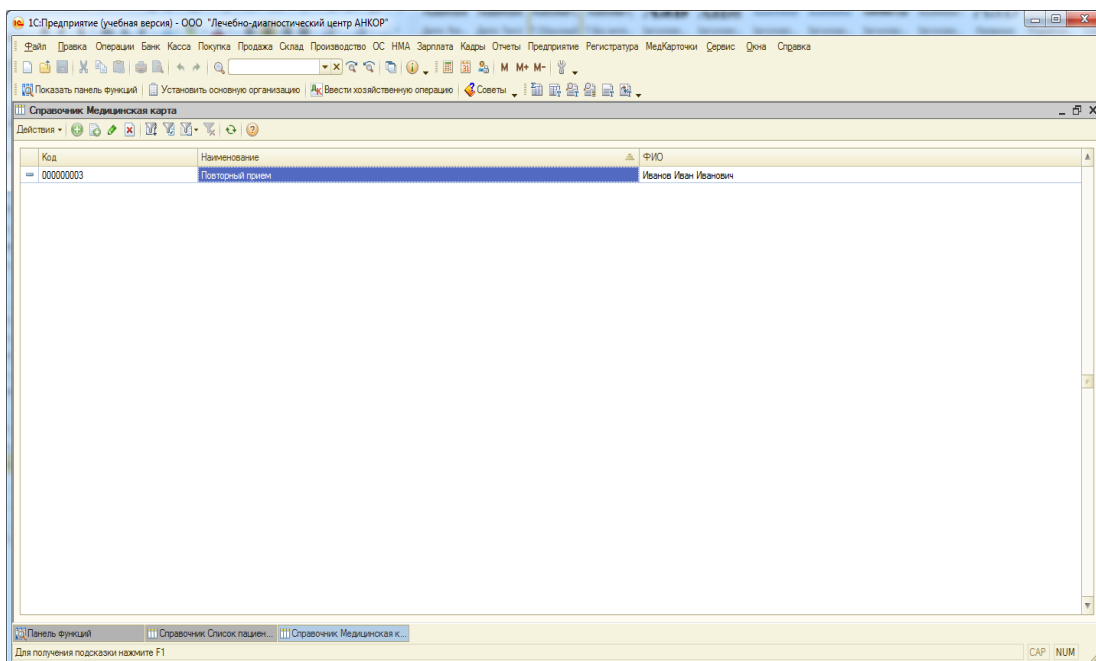 1С:Предприятие (учебная версия) - ООО "Лечебно-диагностический центр АНКОР"
Файл Правка Операции Банк Касса Покупка Продажа Склад Производство ОС НМА Зарплата Кадры Отчеты Предприятие Регистратура МедКарточки Сервис Окна Справка
M M+ M-
Показать панель функций Установить основную организацию Ввести хозяйственную операцию Советы
Справочник Медицинская карта
Действия
Код Наименование ФИО
000000003 Повторный прием Иванов Иван Иванович
Панель функций Справочник Список пациен... Справочник Медицинская к...
Для получения подсказки нажмите F1 CAP NUM